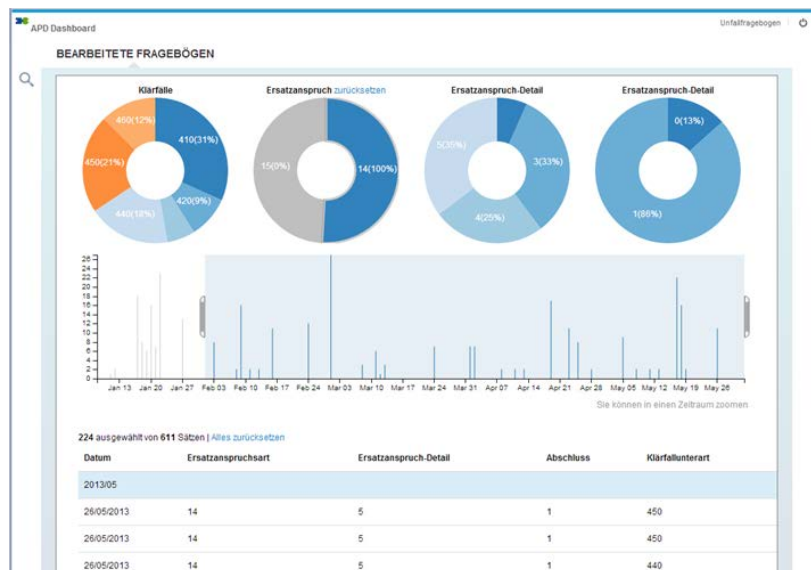 APD Dashboard
Unfallfragebogen
BEARBEITETE FRAGEBÖGEN
Klärfälle
Ersatzanspruch zurücksetzen
Ersatzanspruch-Detail
Ersatzanspruch-Detail
460(12%)
410(31%)
450(21%)
420(9%)
440(18%)
15(0%)
14(100%)
5(35%)
3(33%)
4(25%)
0(13%)
1(86%)
26
24
22
20
18
16
14
12
10
8
6
4
2
0
Jan 13 Jan 20 Jan 27 Feb 03 Feb 10 Feb 17 Feb 24 Mar 03 Mar 10 Mar 17 Mar 24 Mar 31 Apr 07 Apr 14 Apr 21 Apr 28 May 05 May 12 May 19 May 26
Sie können in einen Zeitraum zoomen
224 ausgewählt von 611 Sätzen | Alles zurücksetzen
Datum Ersatzanspruchsart Ersatzanspruch-Detail Abschluss Klärfallunterart
2013/05
26/05/2013 14 5 1 450
26/05/2013 14 5 1 450
26/05/2013 14 5 1 440